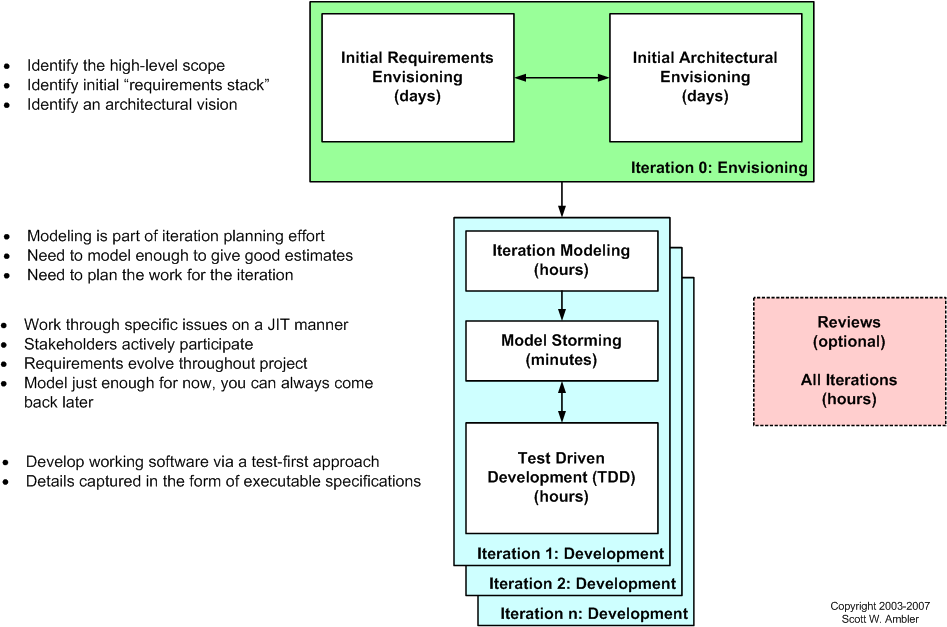 Initial Requirements
Envisioning
(days)
Initial Architectural
Envisioning
(days)
Iteration 0: Envisioning
• Identify the high-level scope
• Identify initial “requirements stack”
• Identify an architectural vision
• Modeling is part of iteration planning effort
• Need to model enough to give good estimates
• Need to plan the work for the iteration
Iteration Modeling
(hours)
• Work through specific issues on a JIT manner
• Stakeholders actively participate
• Requirements evolve throughout project
• Model just enough for now, you can always come
back later
Model Storming
(minutes)
Reviews
(optional)
All Iterations
(hours)
• Develop working software via a test-first approach
• Details captured in the form of executable specifications
Test Driven
Development (TDD)
(hours)
Iteration 1: Development
Iteration 2: Development
Iteration n: Development
Copyright 2003-2007
Scott W. Ambler